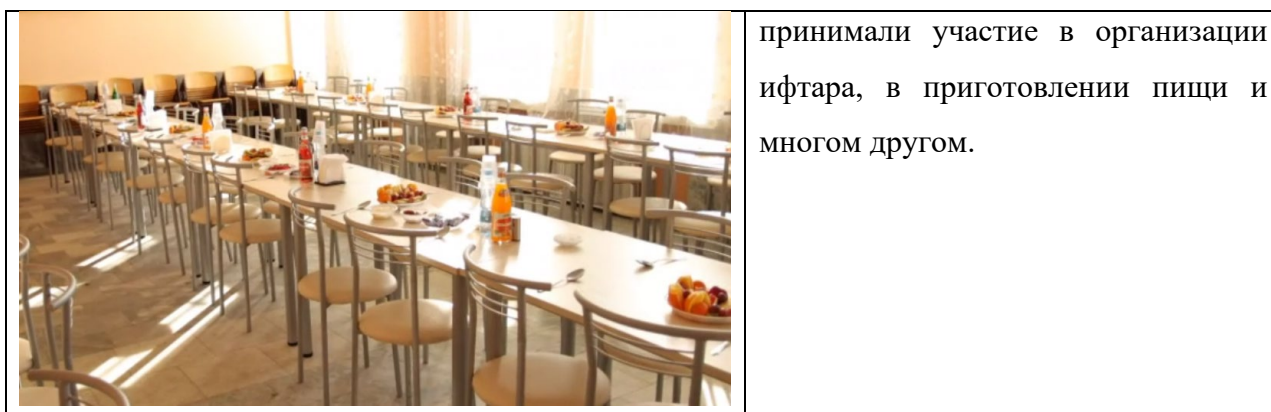 принимали участие в организации
ифтара, в приготовлении пищи и
многом другом.